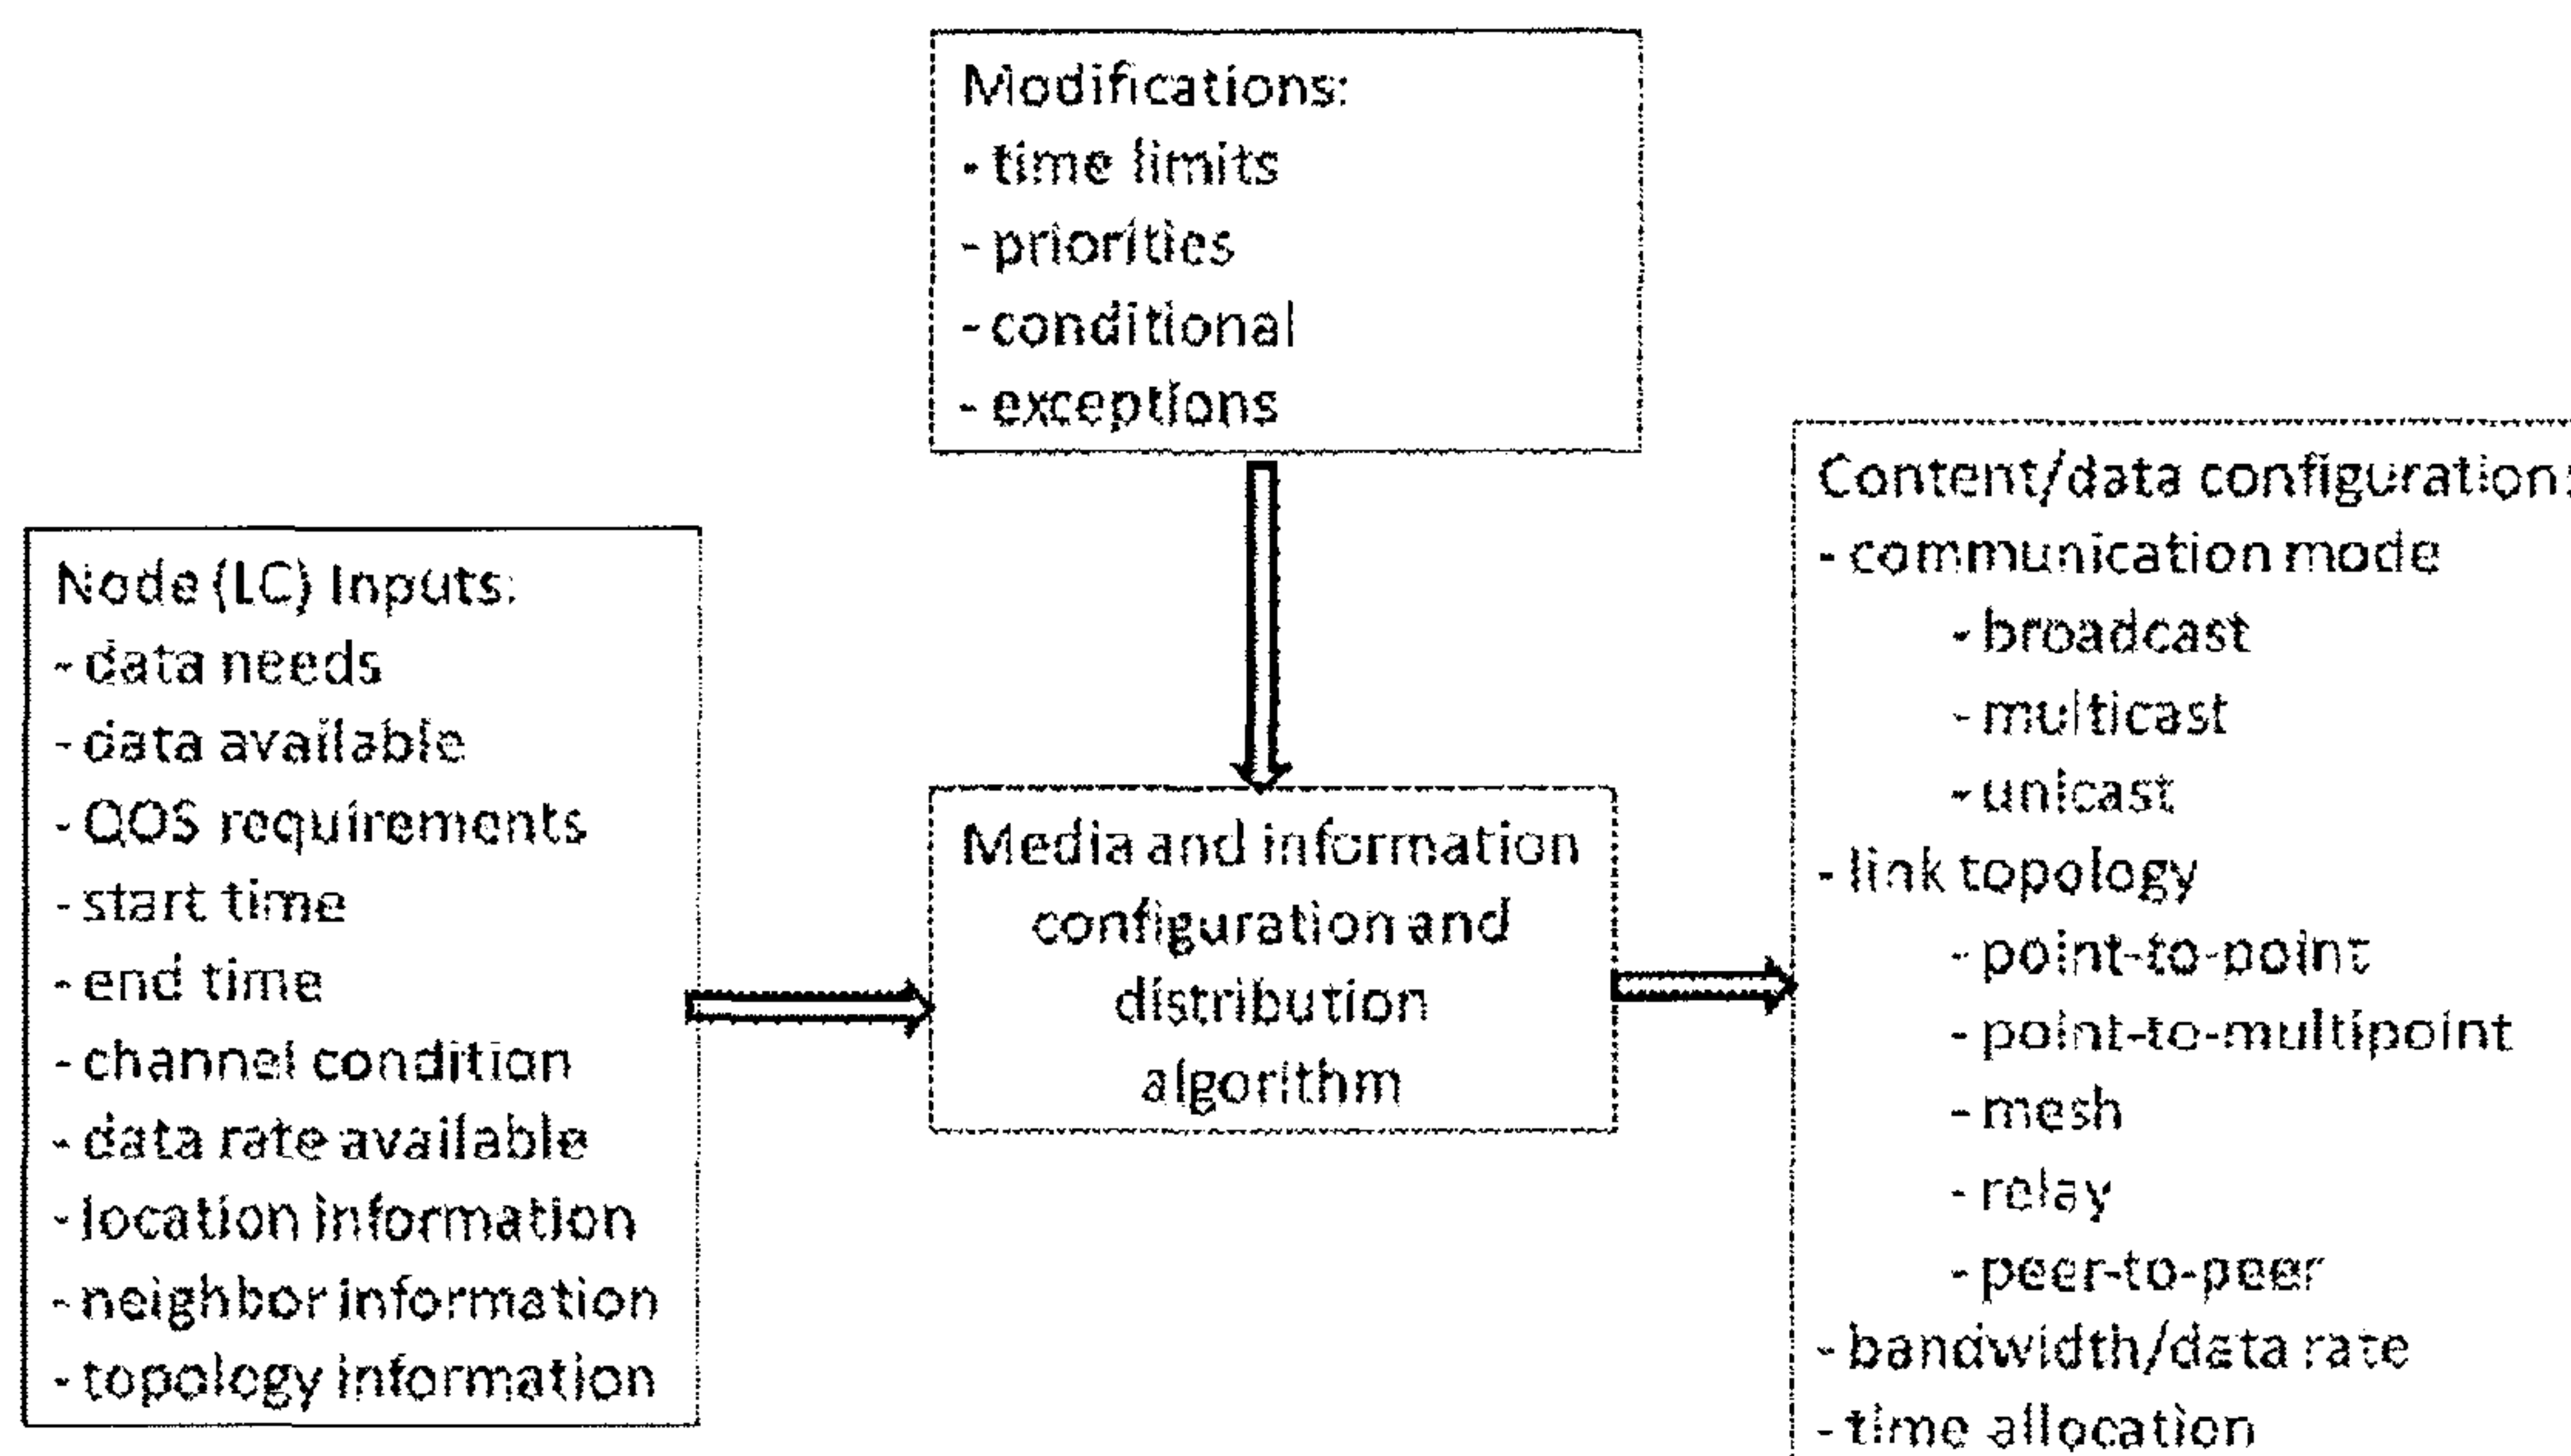 Modifications:
- time limits
- priorities
- conditional
- exceptions
Node (LC) Inputs:
- data needs
- data available
- QOS requirements
- start time
- end time
- channel condition
- data rate available
- location information
- neighbor information
- topology information
Media and information
configuration and
distribution
algorithm
Content/data configuration:
- communication mode
- broadcast
- multicast
- unicast
- link topology
- point-to-point
- point-to-multipoint
- mesh
- relay
- peer-to-peer
- bandwidth/data rate
- time allocation